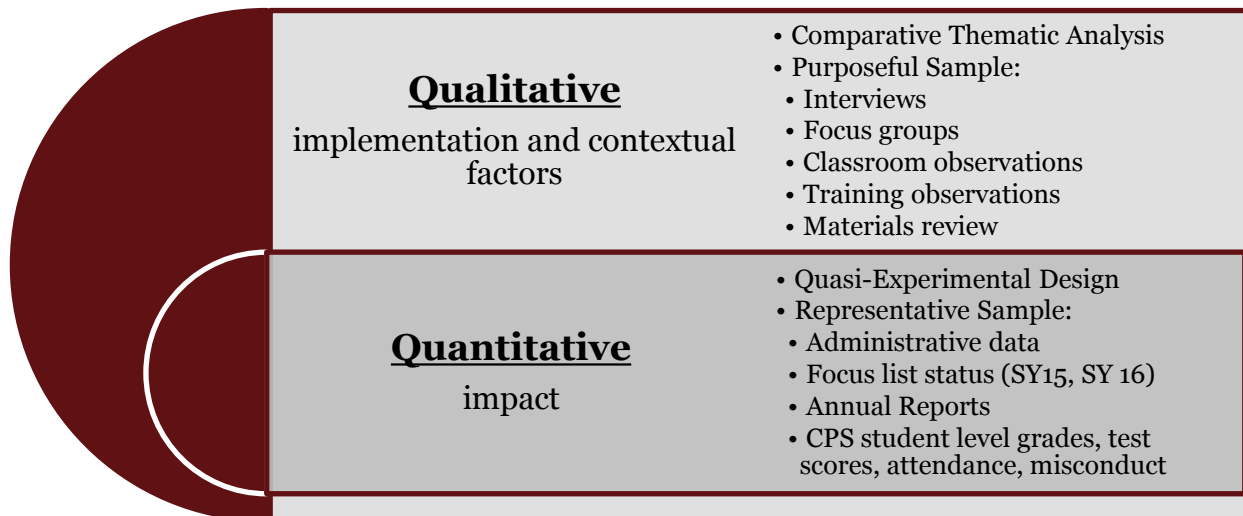 Qualitative
implementation and contextual
factors
• Comparative Thematic Analysis
• Purposeful Sample:
• Interviews
• Focus groups
• Classroom observations
• Training observations
• Materials review
Quantitative
impact
• Quasi-Experimental Design
• Representative Sample:
• Administrative data
• Focus list status (SY15, SY 16)
• Annual Reports
• CPS student level grades, test
scores, attendance, misconduct